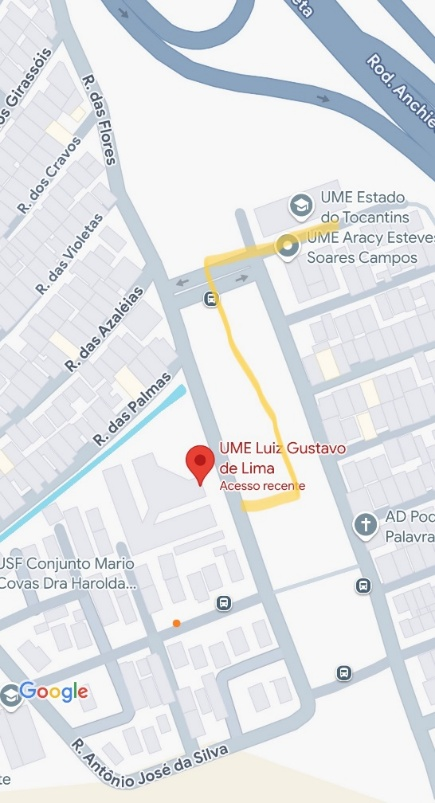 eta
Rod. Anchie
os Girassóis
R. das Flores
R. dos Cravos
R. das Violetas
R. das Azaléias
R. das Palmas
UME Estado
do Tocantins
UME Aracy Esteve
Soares Campos
UME Luiz Gustavo
de Lima
Acesso recente
AD Poc
Palavra
USF Conjunto Mario
Covas Dra Harolda...
Google
R. Antônio José da Silva
te